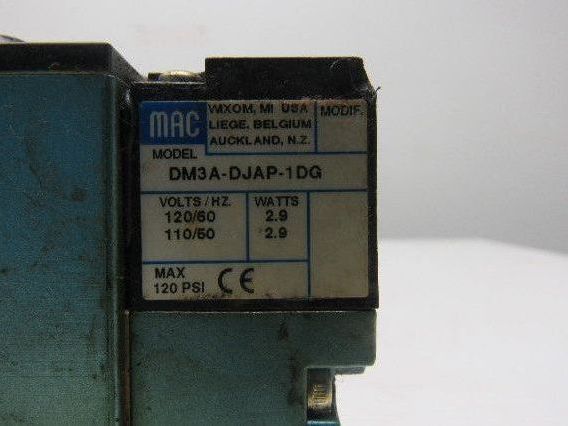 MAC
WIXOM, MI USA
LIEGE, BELGIUM
AUCKLAND, N.Z.
MODIF.
MODEL
DM3A-DJAP-1DG
VOLTS/HZ. WATTS
120/60 2.9
110/50 2.9
MAX
120 PSI CE